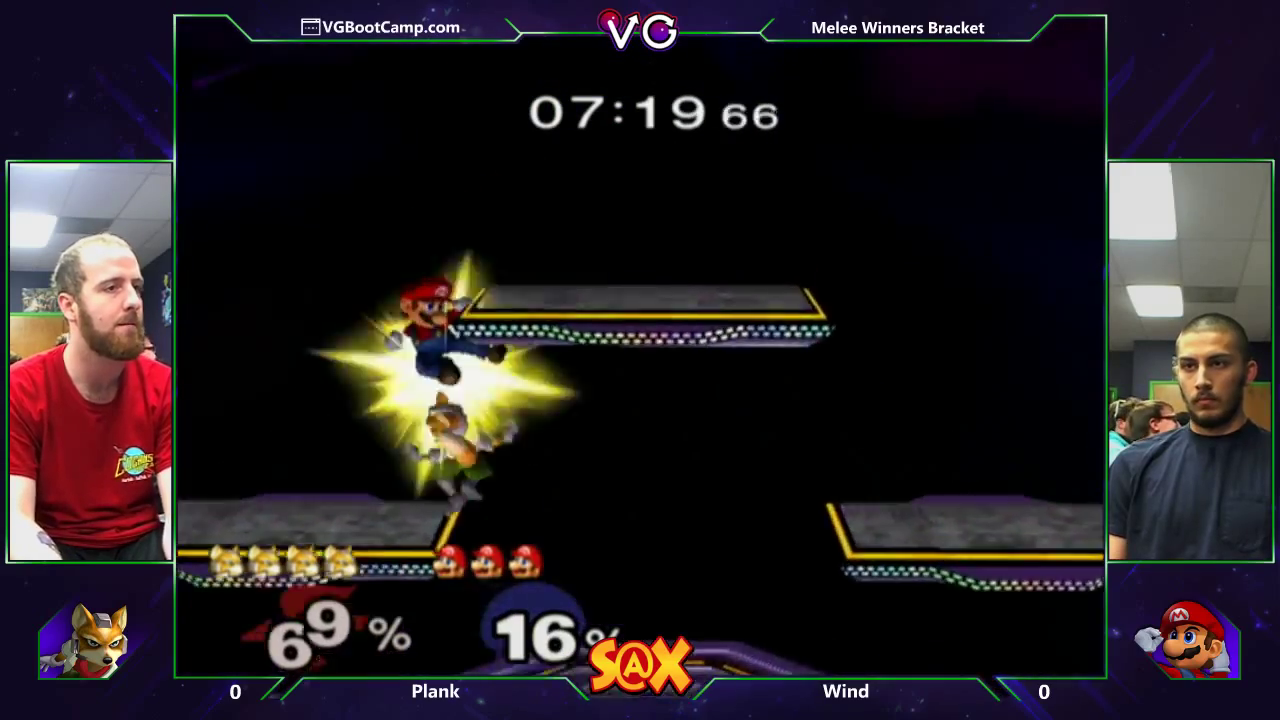 VGBootCamp.com
VG
Melee Winners Bracket
07:19 66
69%
16%
S@X
0
Plank
Wind
0